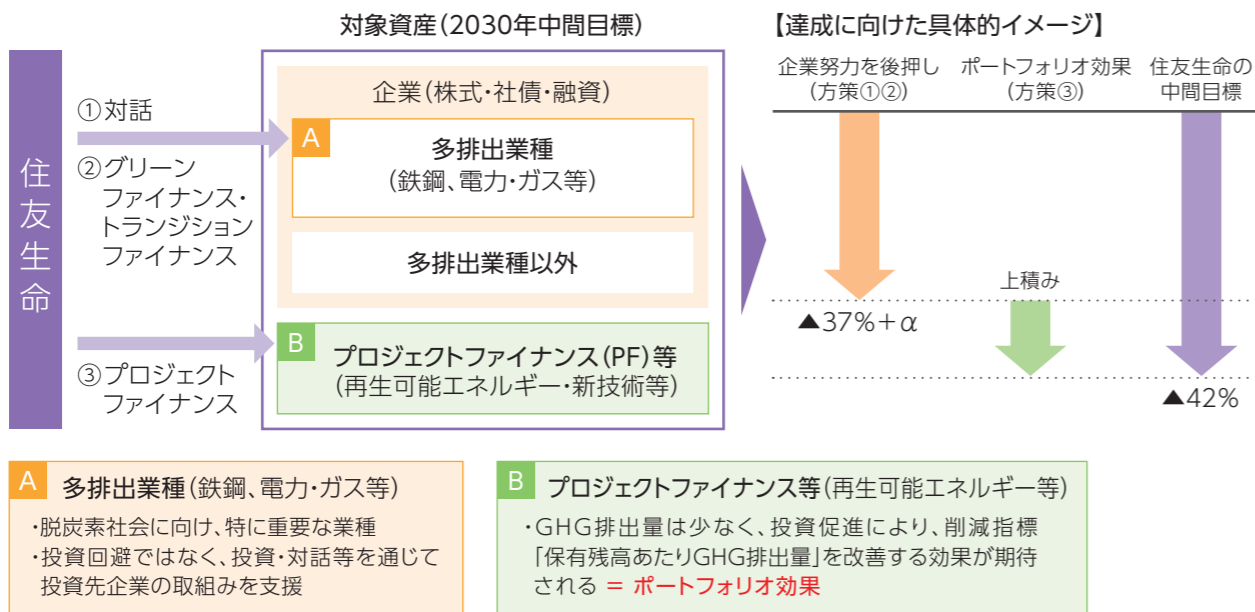 対象資産(2030年中間目標)
【達成に向けた具体的イメージ】
住友生命
①対話
②グリーン
ファイナンス・
トランジション
ファイナンス
③プロジェクト
ファイナンス
企業(株式・社債・融資)
A
多排出業種
(鉄鋼、電力・ガス等)
多排出業種以外
B
プロジェクトファイナンス(PF)等
(再生可能エネルギー・新技術等)
企業努力を後押し
(方策①②)
ポートフォリオ効果
(方策③)
住友生命の
中間目標
上積み
▲37%+α
▲42%
A 多排出業種(鉄鋼、電力・ガス等)
・脱炭素社会に向け、特に重要な業種
・投資回避ではなく、投資・対話等を通じて
投資先企業の取組みを支援
B プロジェクトファイナンス等(再生可能エネルギー等)
・GHG排出量は少なく、投資促進により、削減指標
「保有残高あたりGHG排出量」を改善する効果が期待
される = ポートフォリオ効果